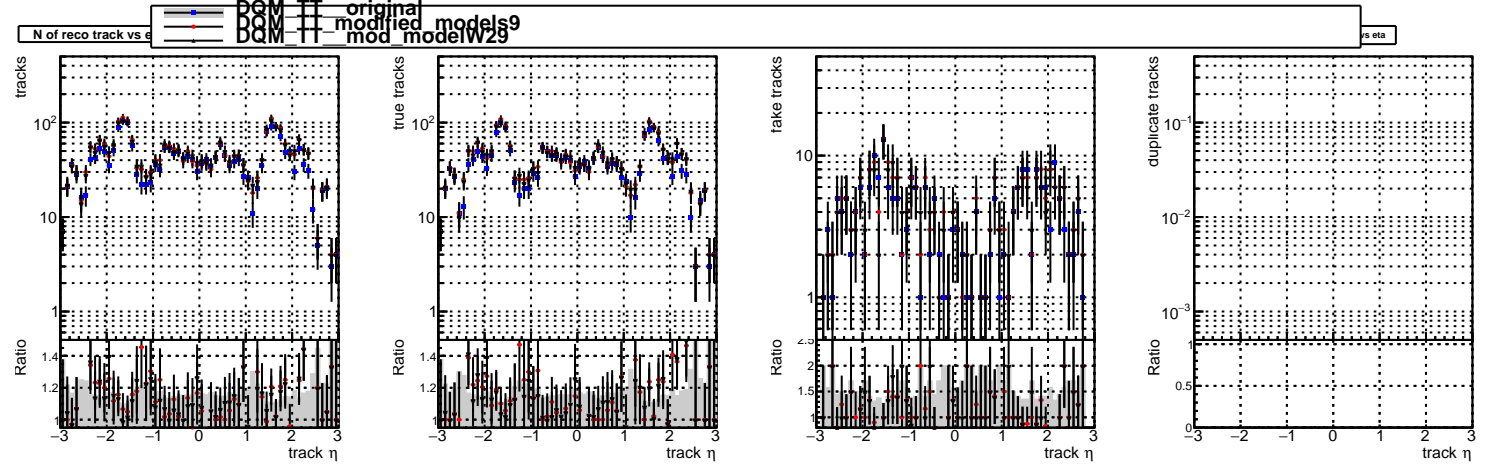 DQM_TT__original
DQM_TT_modified_models9
DQM_TT__mod_modelW29
N of reco track vs e
vs eta
tracks
10²
10
1
Ratio
1.4
1.2
1
−3 −2 −1 0 1 2 3
track η
true tracks
10²
10
1
Ratio
1.4
1.2
1
−3 −2 −1 0 1 2 3
track η
fake tracks
10
1
Ratio
2.5
2
1.5
1
−3 −2 −1 0 1 2 3
track η
duplicate tracks
10⁻¹
10⁻²
10⁻³
Ratio
1
0.5
0
−3 −2 −1 0 1 2 3
track η